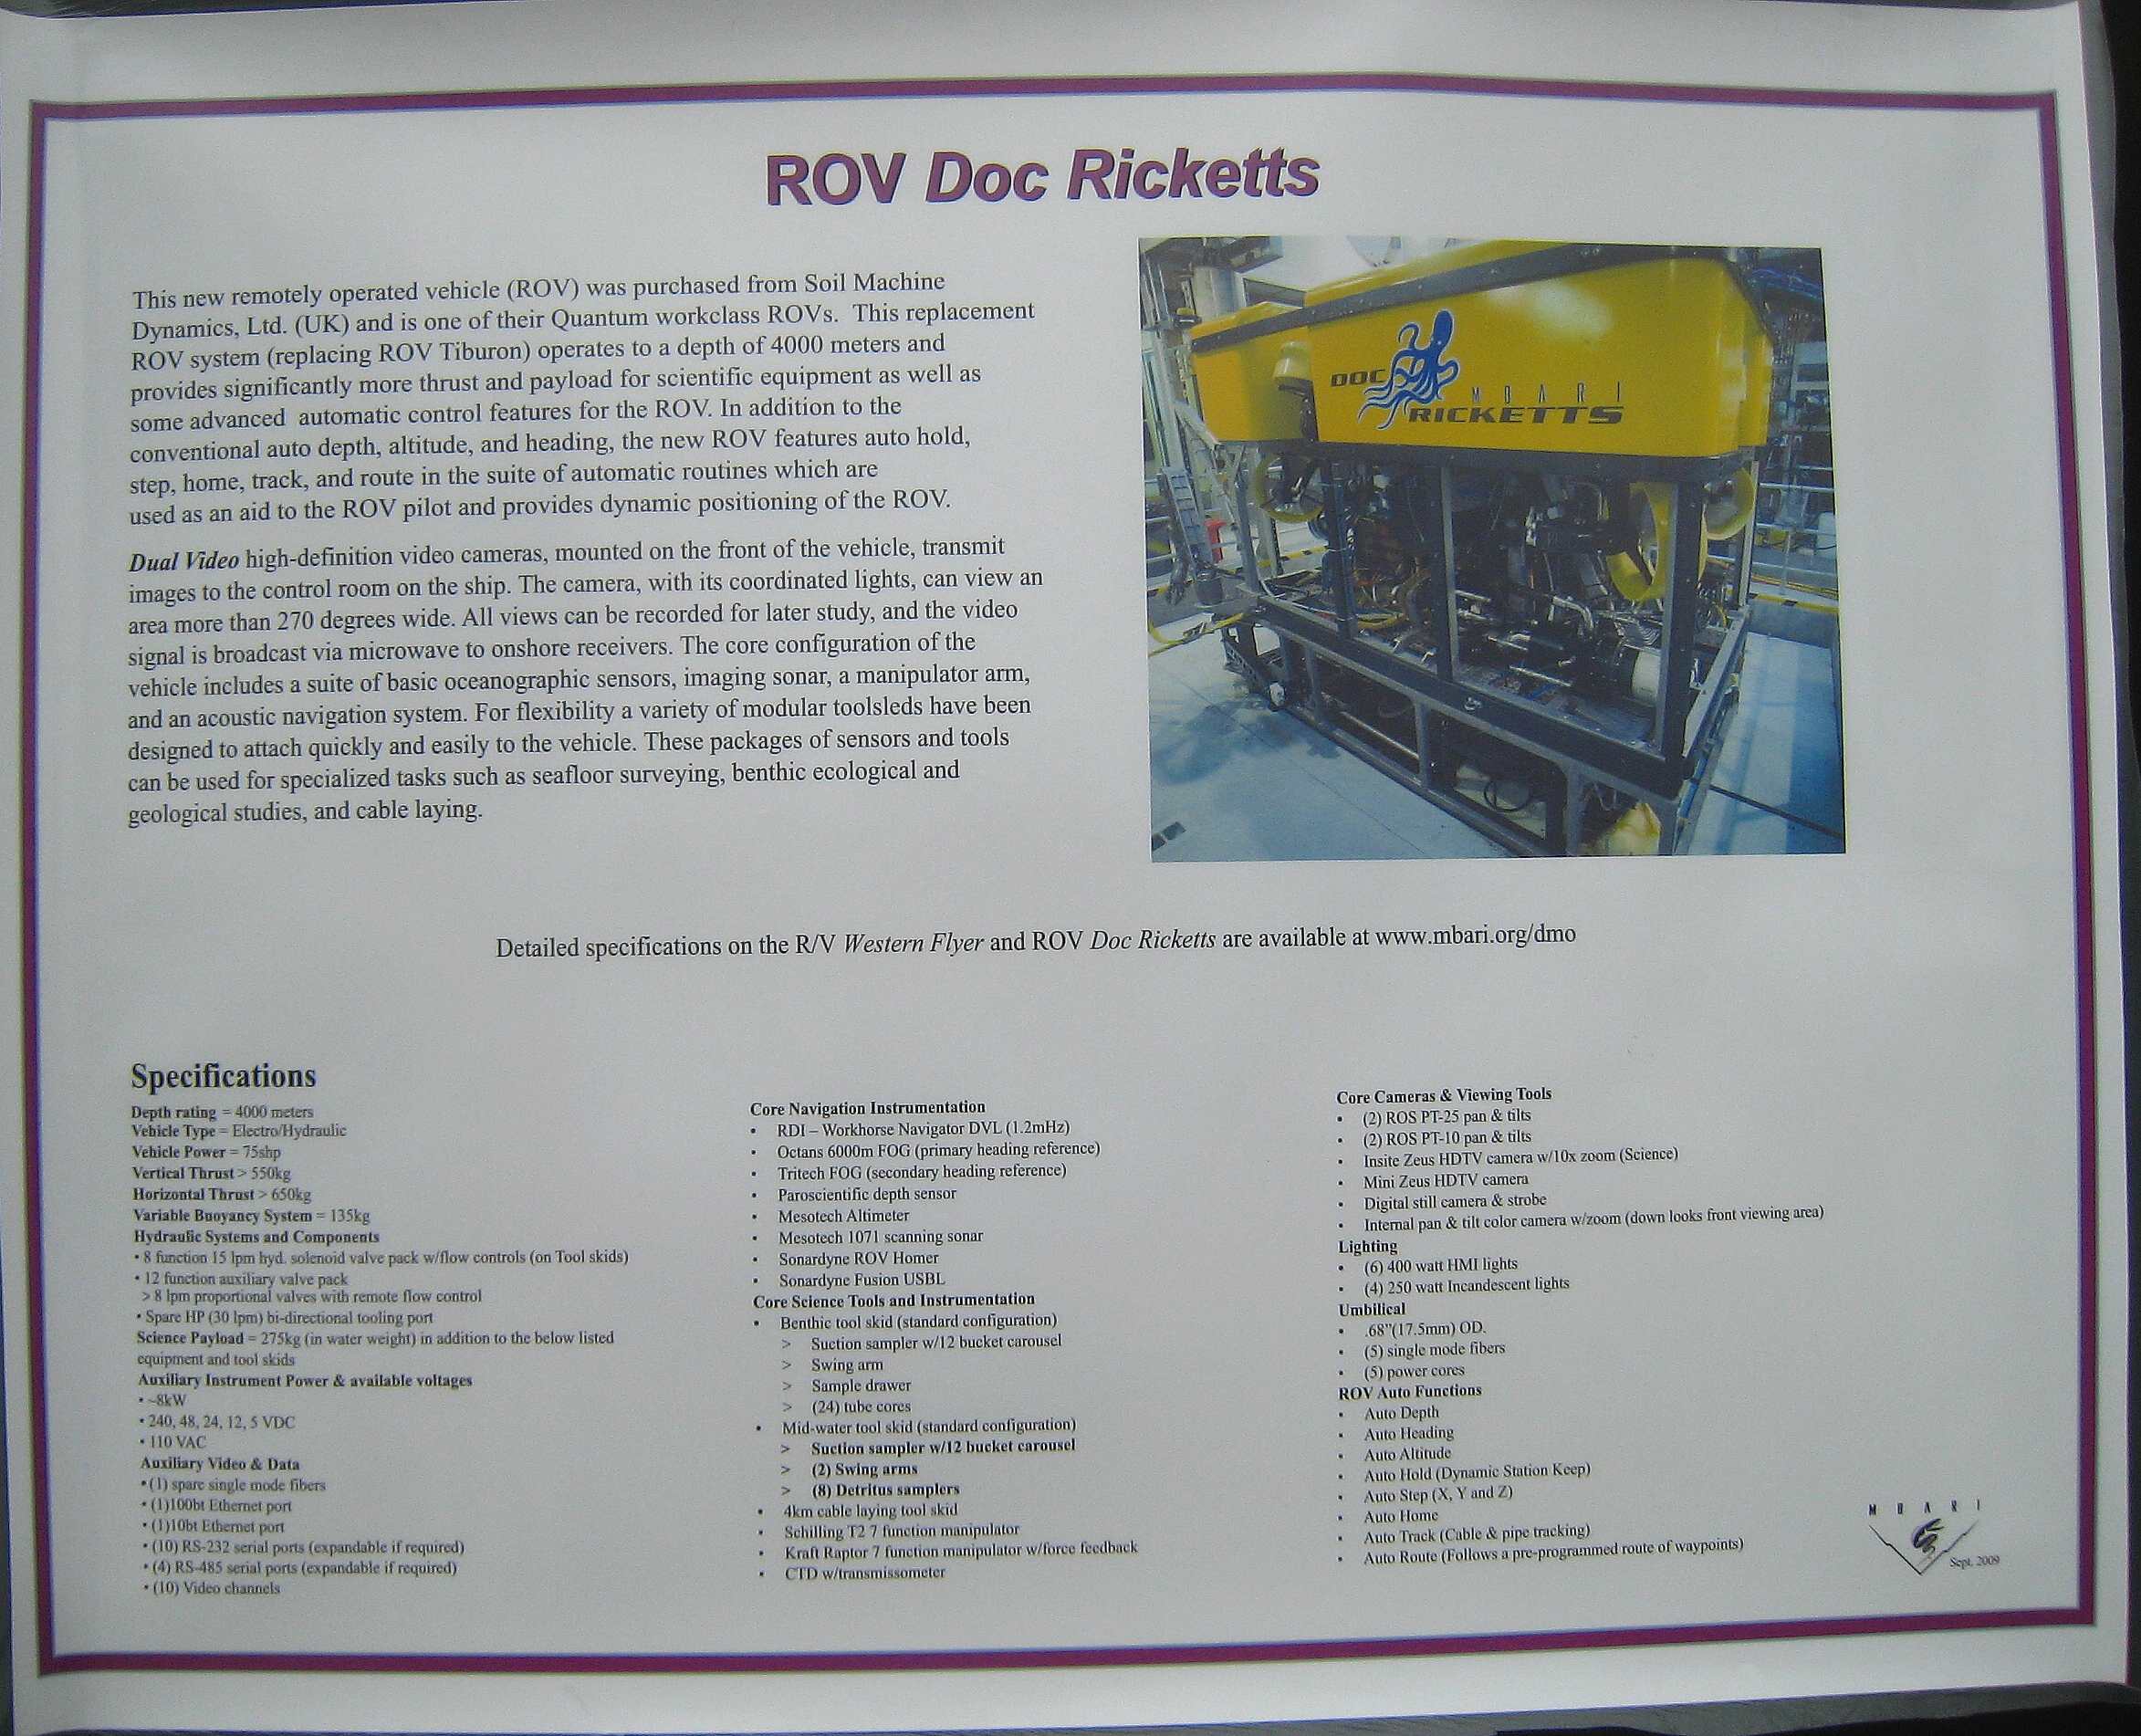 ROV Doc Ricketts
This new remotely operated vehicle (ROV) was purchased from Soil Machine
Dynamics, Ltd. (UK) and is one of their Quantum workclass ROVs. This replacement
ROV system (replacing ROV Tiburon) operates to a depth of 4000 meters and
provides significantly more thrust and payload for scientific equipment as well as
some advanced automatic control features for the ROV. In addition to the
conventional auto depth, altitude, and heading, the new ROV features auto hold,
step, home, track, and route in the suite of automatic routines which are
used as an aid to the ROV pilot and provides dynamic positioning of the ROV.
Dual Video high-definition video cameras, mounted on the front of the vehicle, transmit
images to the control room on the ship. The camera, with its coordinated lights, can view an
area more than 270 degrees wide. All views can be recorded for later study, and the video
signal is broadcast via microwave to onshore receivers. The core configuration of the
vehicle includes a suite of basic oceanographic sensors, imaging sonar, a manipulator arm,
and an acoustic navigation system. For flexibility a variety of modular toolsleds have been
designed to attach quickly and easily to the vehicle. These packages of sensors and tools
can be used for specialized tasks such as seafloor surveying, benthic ecological and
geological studies, and cable laying.
DOC
MBARI
RICKETTS
Detailed specifications on the R/V Western Flyer and ROV Doc Ricketts are available at www.mbari.org/dmo
Specifications
Depth rating = 4000 meters
Vehicle Type = Electro/Hydraulic
Vehicle Power = 75shp
Vertical Thrust > 550kg
Horizontal Thrust > 650kg
Variable Buoyancy System = 135kg
Hydraulic Systems and Components
• 8 function 15 lpm hyd. solenoid valve pack w/flow controls (on Tool skids)
• 12 function auxiliary valve pack
> 8 lpm proportional valves with remote flow control
• Spare HP (30 lpm) bi-directional tooling port
Science Payload = 275kg (in water weight) in addition to the below listed
equipment and tool skids
Auxiliary Instrument Power & available voltages
• ~8kW
• 240, 48, 24, 12, 5 VDC
• 110 VAC
Auxiliary Video & Data
• (1) spare single mode fibers
• (1)100bt Ethernet port
• (1)10bt Ethernet port
• (10) RS-232 serial ports (expandable if required)
• (4) RS-485 serial ports (expandable if required)
• (10) Video channels
Core Navigation Instrumentation
• RDI – Workhorse Navigator DVL (1.2mHz)
• Octans 6000m FOG (primary heading reference)
• Tritech FOG (secondary heading reference)
• Paroscientific depth sensor
• Mesotech Altimeter
• Mesotech 1071 scanning sonar
• Sonardyne ROV Homer
• Sonardyne Fusion USBL
Core Science Tools and Instrumentation
• Benthic tool skid (standard configuration)
> Suction sampler w/12 bucket carousel
> Swing arm
> Sample drawer
> (24) tube cores
• Mid-water tool skid (standard configuration)
> Suction sampler w/12 bucket carousel
> (2) Swing arms
> (8) Detritus samplers
• 4km cable laying tool skid
• Schilling T2 7 function manipulator
• Kraft Raptor 7 function manipulator w/force feedback
• CTD w/transmissometer
Core Cameras & Viewing Tools
• (2) ROS PT-25 pan & tilts
• (2) ROS PT-10 pan & tilts
• Insite Zeus HDTV camera w/10x zoom (Science)
• Mini Zeus HDTV camera
• Digital still camera & strobe
• Internal pan & tilt color camera w/zoom (down looks front viewing area)
Lighting
• (6) 400 watt HMI lights
• (4) 250 watt Incandescent lights
Umbilical
• .68"(17.5mm) OD.
• (5) single mode fibers
• (5) power cores
ROV Auto Functions
• Auto Depth
• Auto Heading
• Auto Altitude
• Auto Hold (Dynamic Station Keep)
• Auto Step (X, Y and Z)
• Auto Home
• Auto Track (Cable & pipe tracking)
• Auto Route (Follows a pre-programmed route of waypoints)
MBARI
Sept. 2009